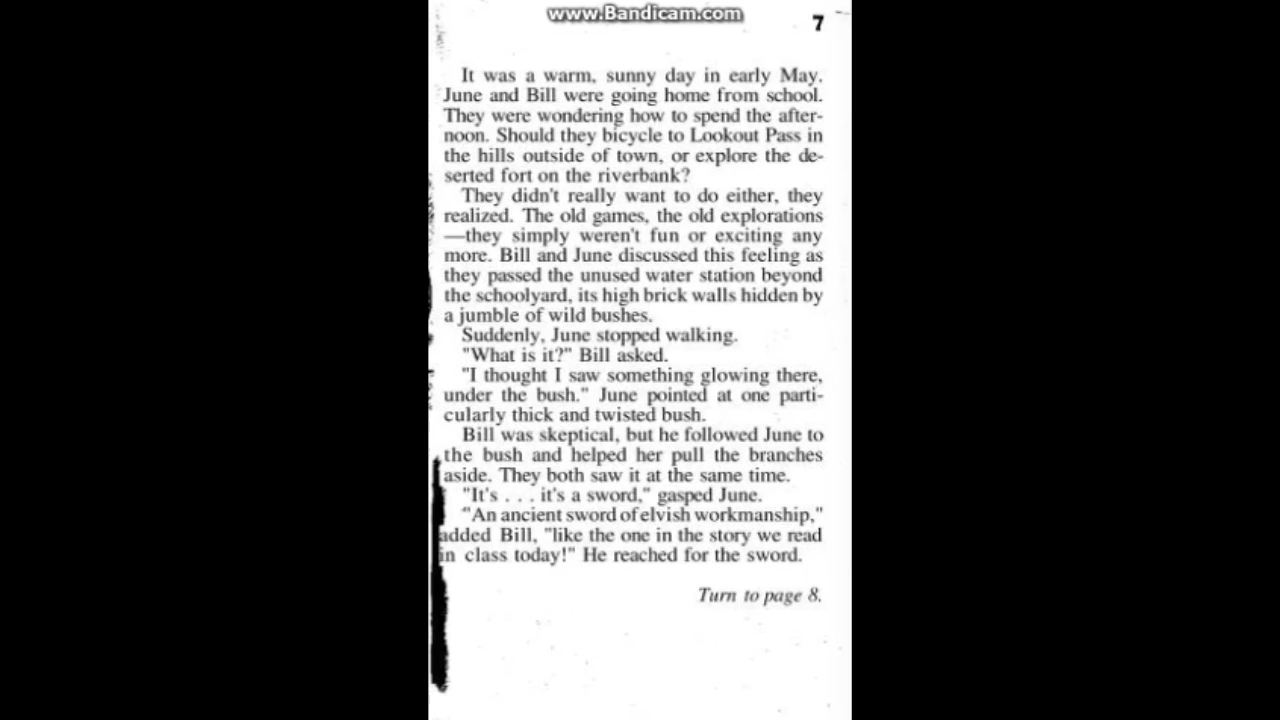 www.Bandicam.com
7
It was a warm, sunny day in early May.
June and Bill were going home from school.
They were wondering how to spend the after-
noon. Should they bicycle to Lookout Pass in
the hills outside of town, or explore the de-
serted fort on the riverbank?
They didn't really want to do either, they
realized. The old games, the old explorations
—they simply weren't fun or exciting any
more. Bill and June discussed this feeling as
they passed the unused water station beyond
the schoolyard, its high brick walls hidden by
a jumble of wild bushes.
Suddenly, June stopped walking.
"What is it?" Bill asked.
"I thought I saw something glowing there,
under the bush." June pointed at one parti-
cularly thick and twisted bush.
Bill was skeptical, but he followed June to
the bush and helped her pull the branches
aside. They both saw it at the same time.
"It's . . . it's a sword," gasped June.
"An ancient sword of elvish workmanship,"
added Bill, "like the one in the story we read
in class today!" He reached for the sword.
Turn to page 8.